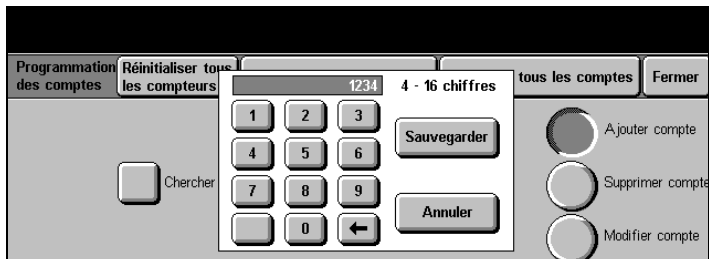 Programmation des comptes
Réinitialiser tous les compteurs
tous les comptes
Fermer
1234
4 - 16 chiffres
1 2 3
4 5 6
7 8 9
0
Sauvegarder
Annuler
Chercher
Ajouter compte
Supprimer compte
Modifier compte